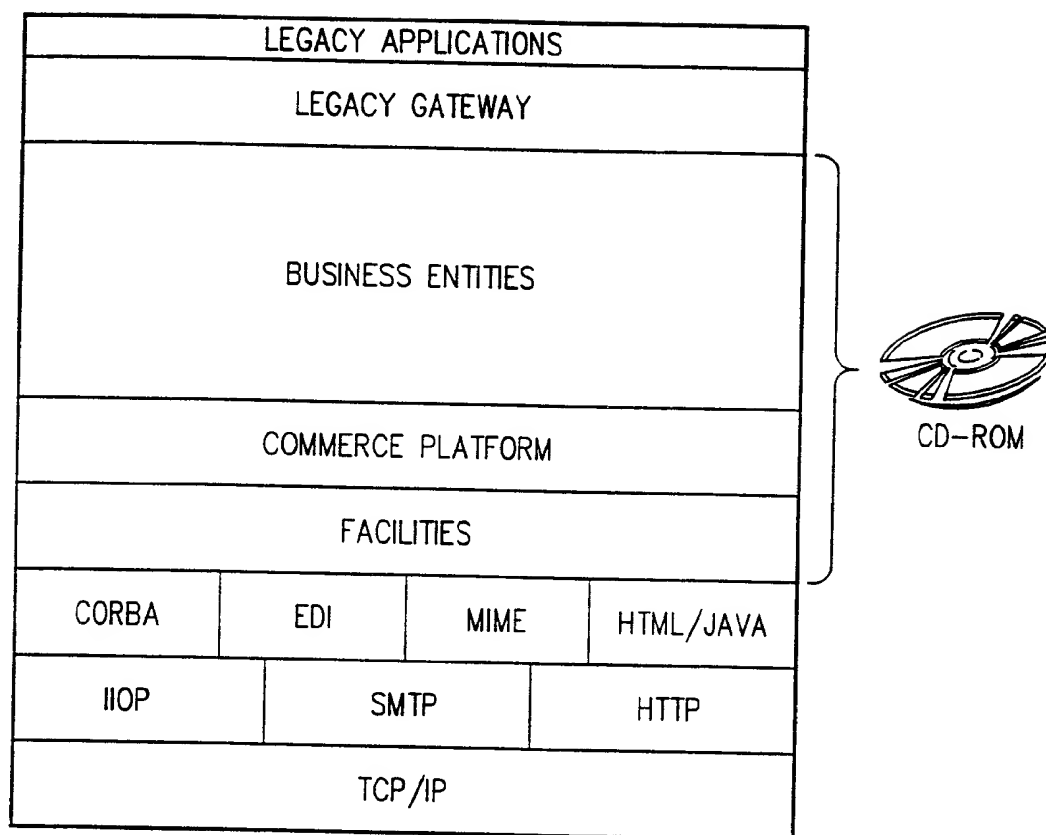 LEGACY APPLICATIONS
LEGACY GATEWAY
BUSINESS ENTITIES
CD-ROM
COMMERCE PLATFORM
FACILITIES
CORBA EDI MIME HTML/JAVA
IIOP SMTP HTTP
TCP/IP